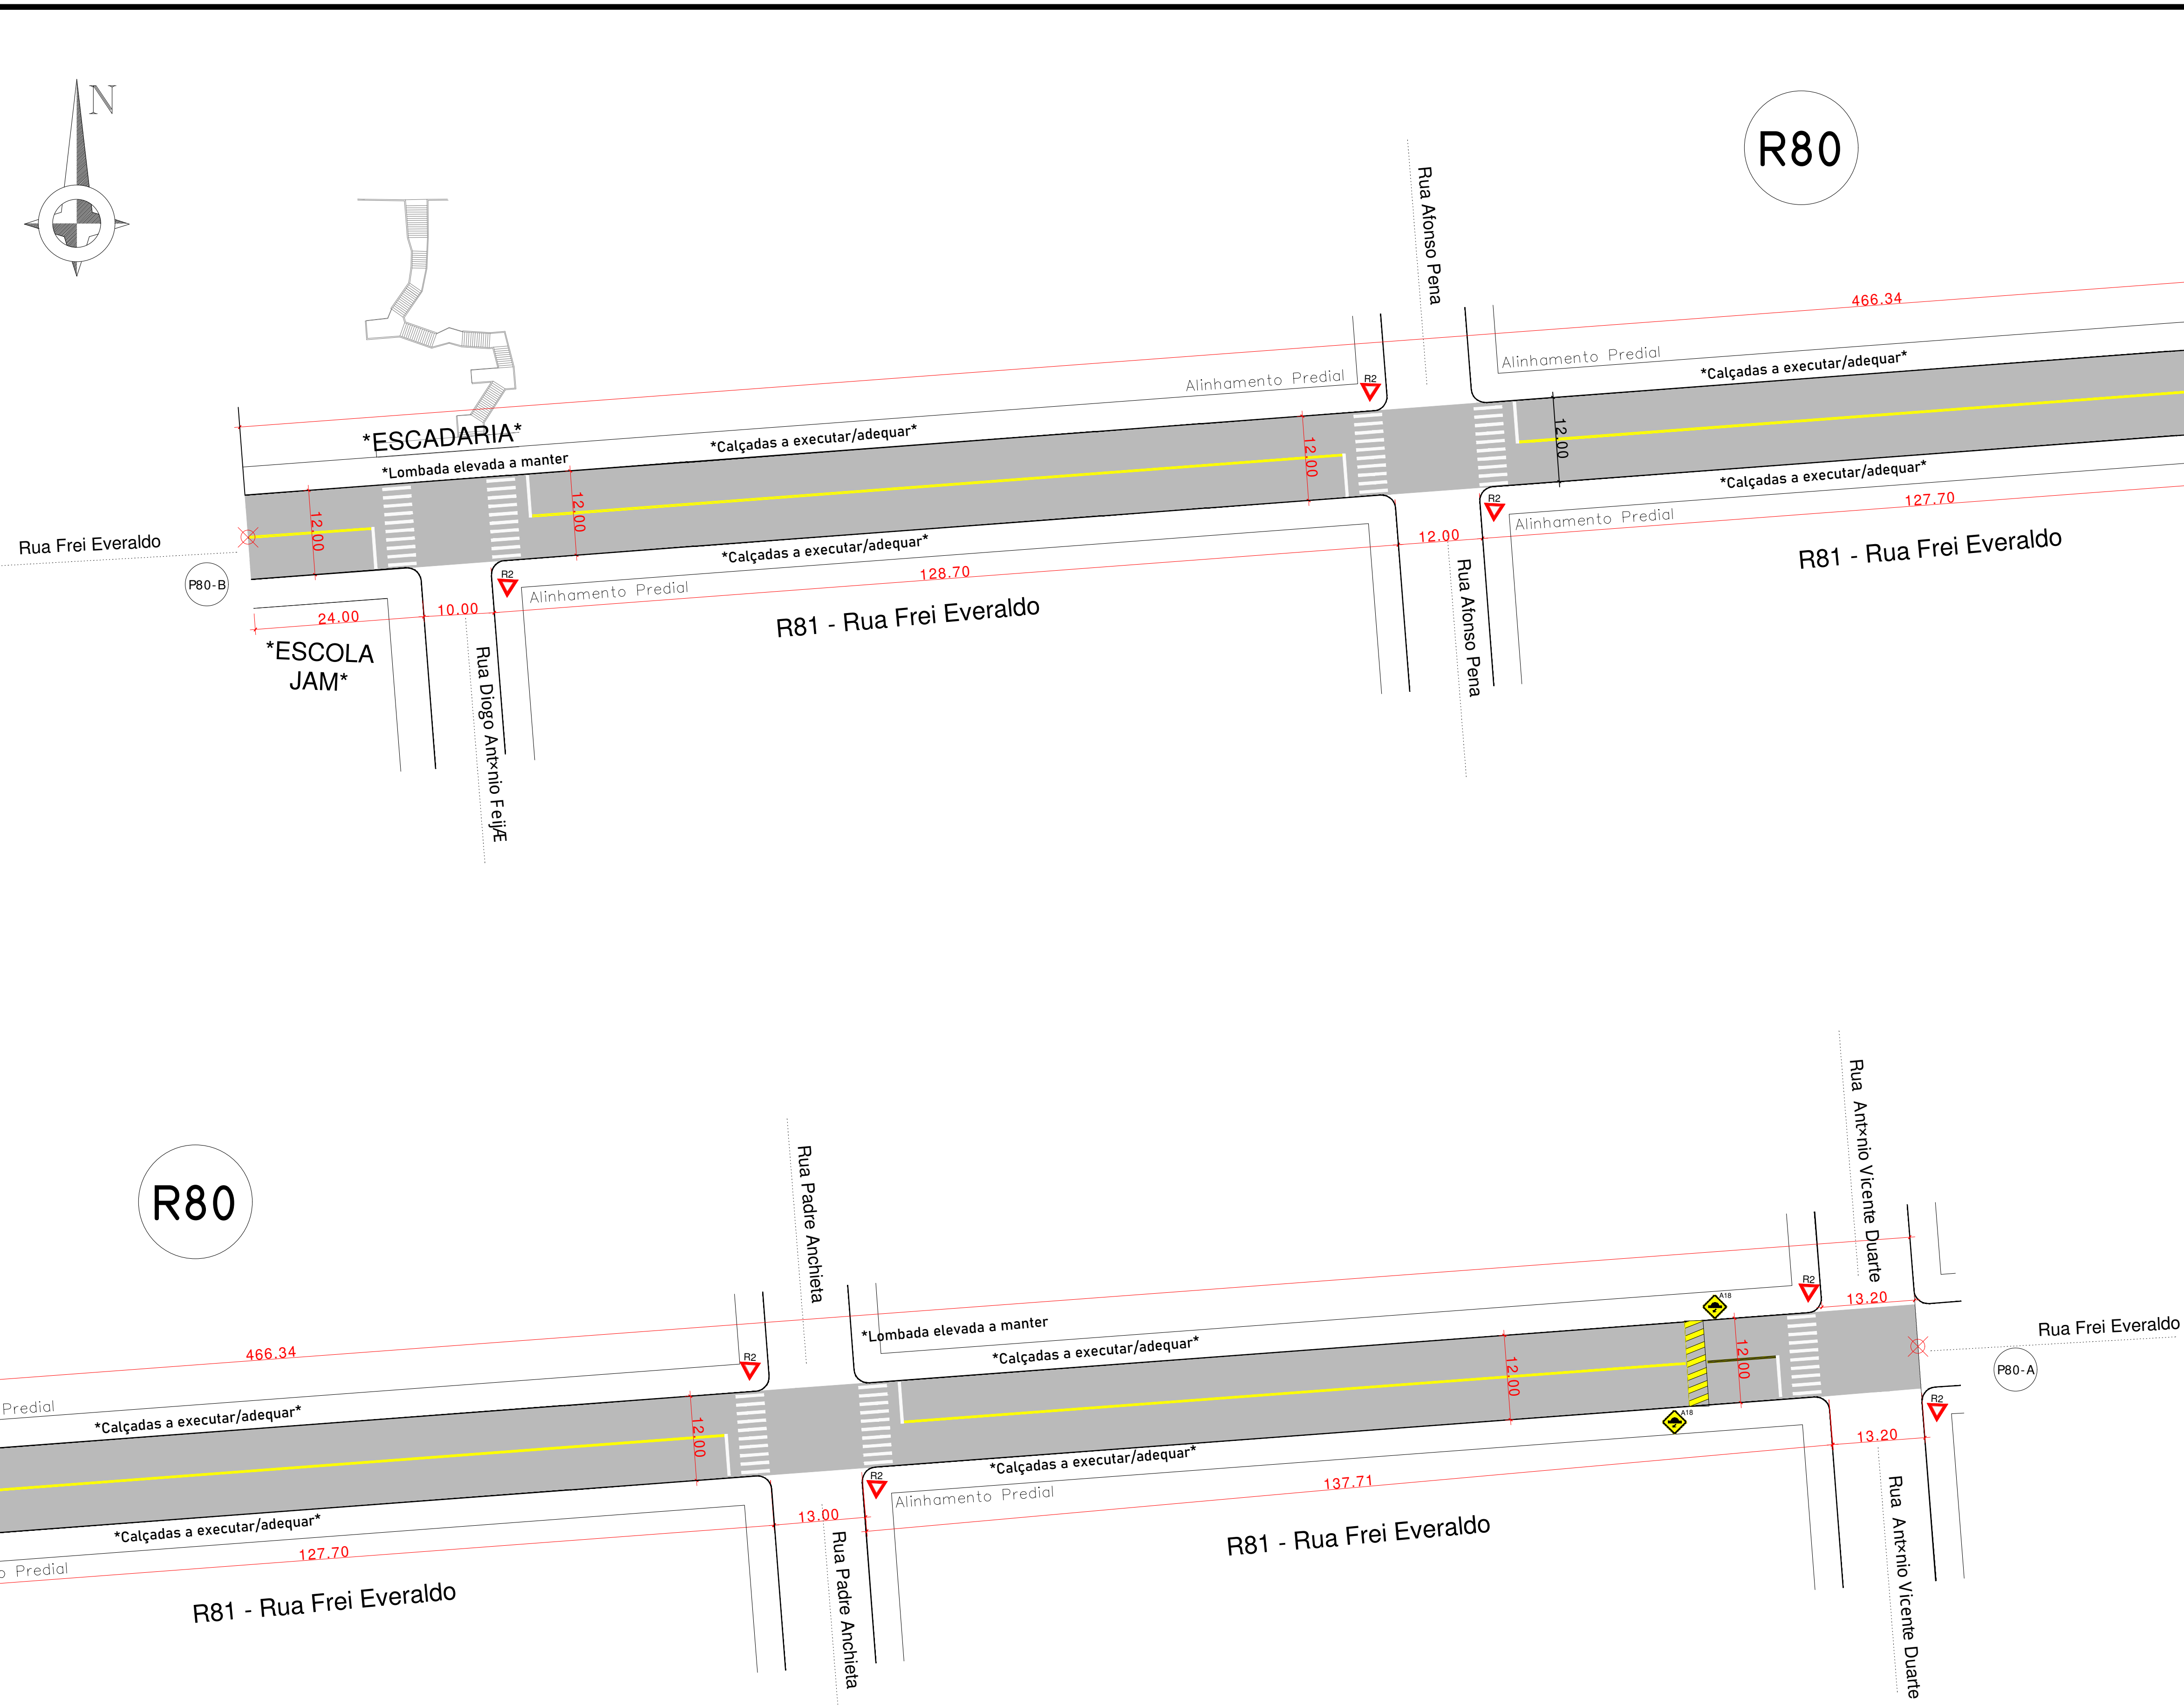 N
R80
Rua Afonso Pena
466.34
Alinhamento Predial
*Calçadas a executar/adequar*
R2
Alinhamento Predial
*ESCADARIA*
*Calçadas a executar/adequar*
*Lombada elevada a manter
12.00
12.00
12.00
12.00
Rua Frei Everaldo
P80-B
*Calçadas a executar/adequar*
R2
127.70
Alinhamento Predial
12.00
R81 - Rua Frei Everaldo
*Calçadas a executar/adequar*
R2
128.70
Alinhamento Predial
24.00
10.00
R81 - Rua Frei Everaldo
Rua Afonso Pena
*ESCOLA
JAM*
Rua Diogo Ant×nio FeijÆ
R80
Rua Padre Anchieta
Rua  Ant×nio Vicente Duarte
466.34
*Lombada elevada a manter
*Calçadas a executar/adequar*
A18
R2
13.20
Rua Frei Everaldo
P80-A
R2
Predial
*Calçadas a executar/adequar*
12.00
12.00
12.00
A18
R2
*Calçadas a executar/adequar*
R2
Alinhamento Predial
137.71
13.20
*Calçadas a executar/adequar*
13.00
127.70
o Predial
R81 - Rua Frei Everaldo
R81 - Rua Frei Everaldo
Rua Padre Anchieta
Rua  Ant×nio Vicente Duarte